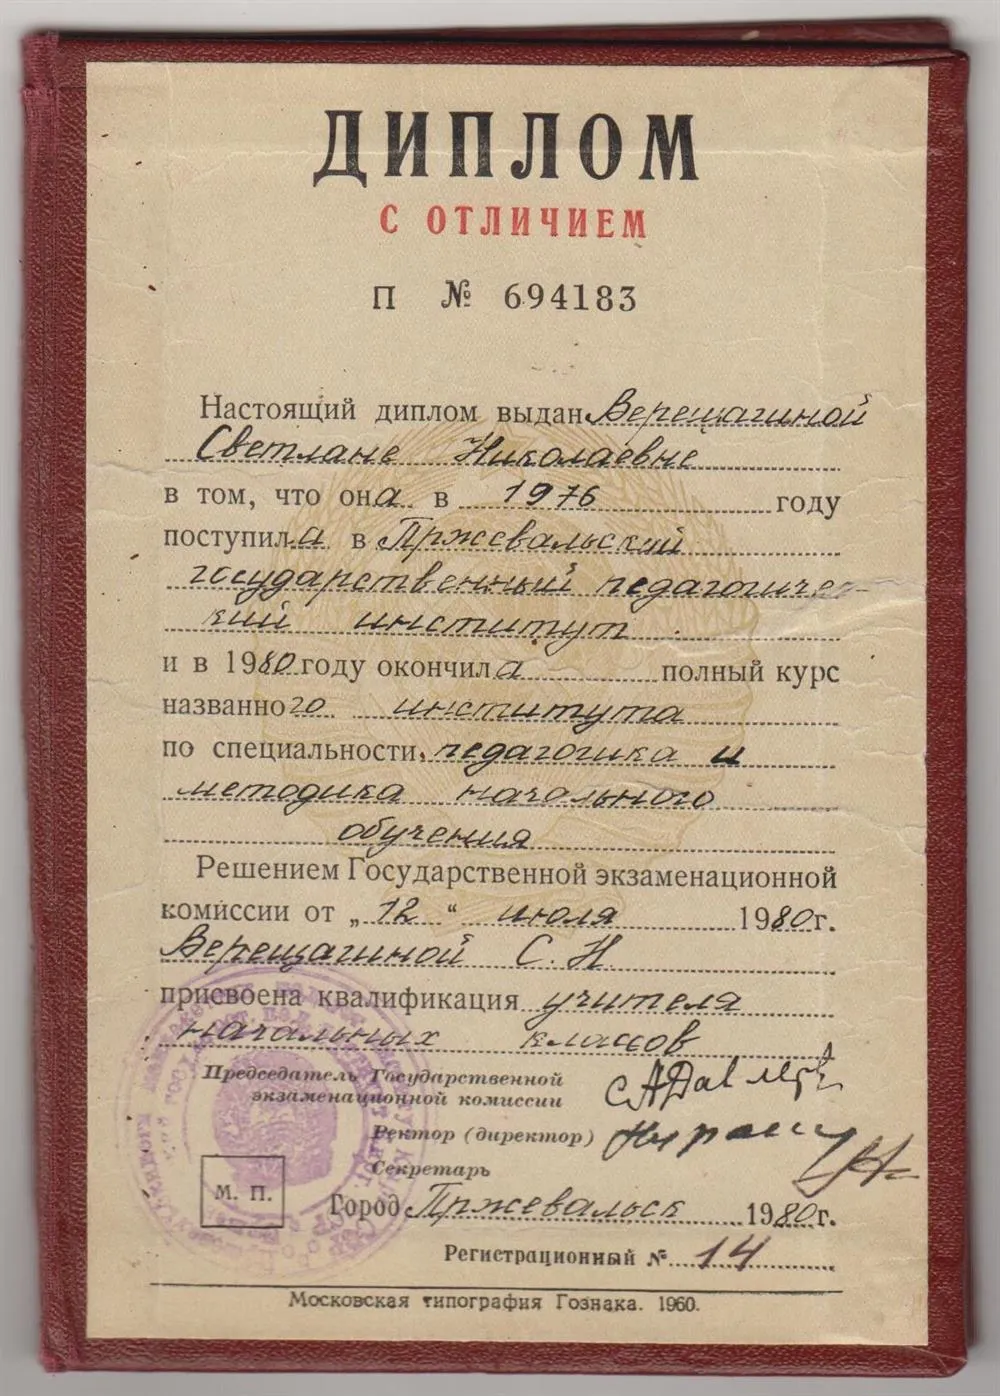 ДИПЛОМ
С ОТЛИЧИЕМ
П № 694183
Настоящий диплом выдан Верещагиной
Светлане Николаевне
в том, что она в 1976 году
поступила в Пржевальский
государственный педагогичес-
кий институт
и в 1980 году окончила полный курс
названного института
по специальности педагогика и
методика начального
обучения
Решением Государственной экзаменационной
комиссии от „12“ июля 1980 г.
Верещагиной С. Н.
присвоена квалификация учителя
начальных классов
Председатель Государственной
экзаменационной комиссии
Ректор (директор)
Секретарь
М. П.
Город Пржевальск 1980 г.
Регистрационный № 14
Московская типография Гознака. 1960.